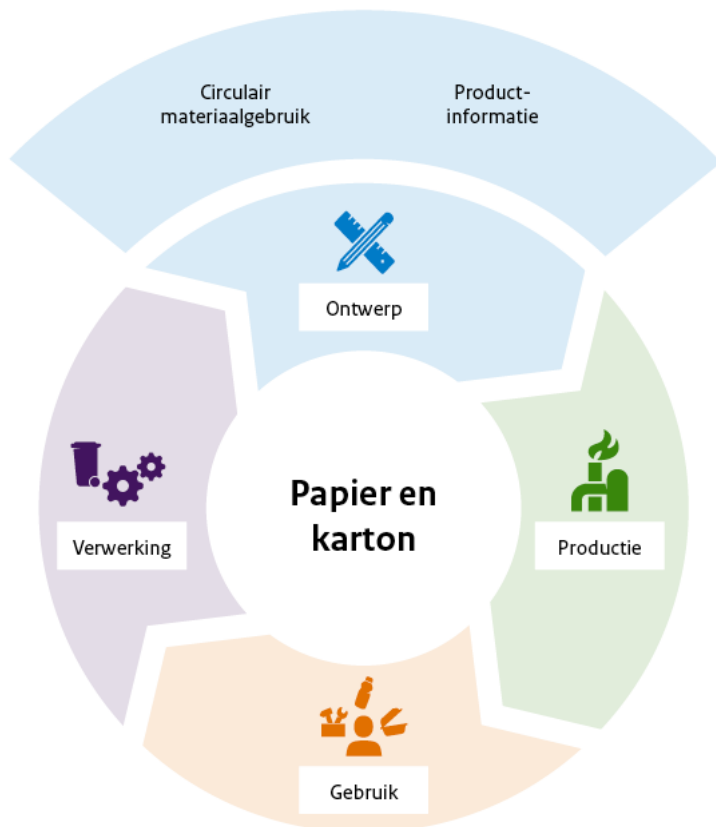 Circulair
materiaalgebruik
Product-
informatie
Ontwerp
Papier en
karton
Verwerking
Productie
Gebruik